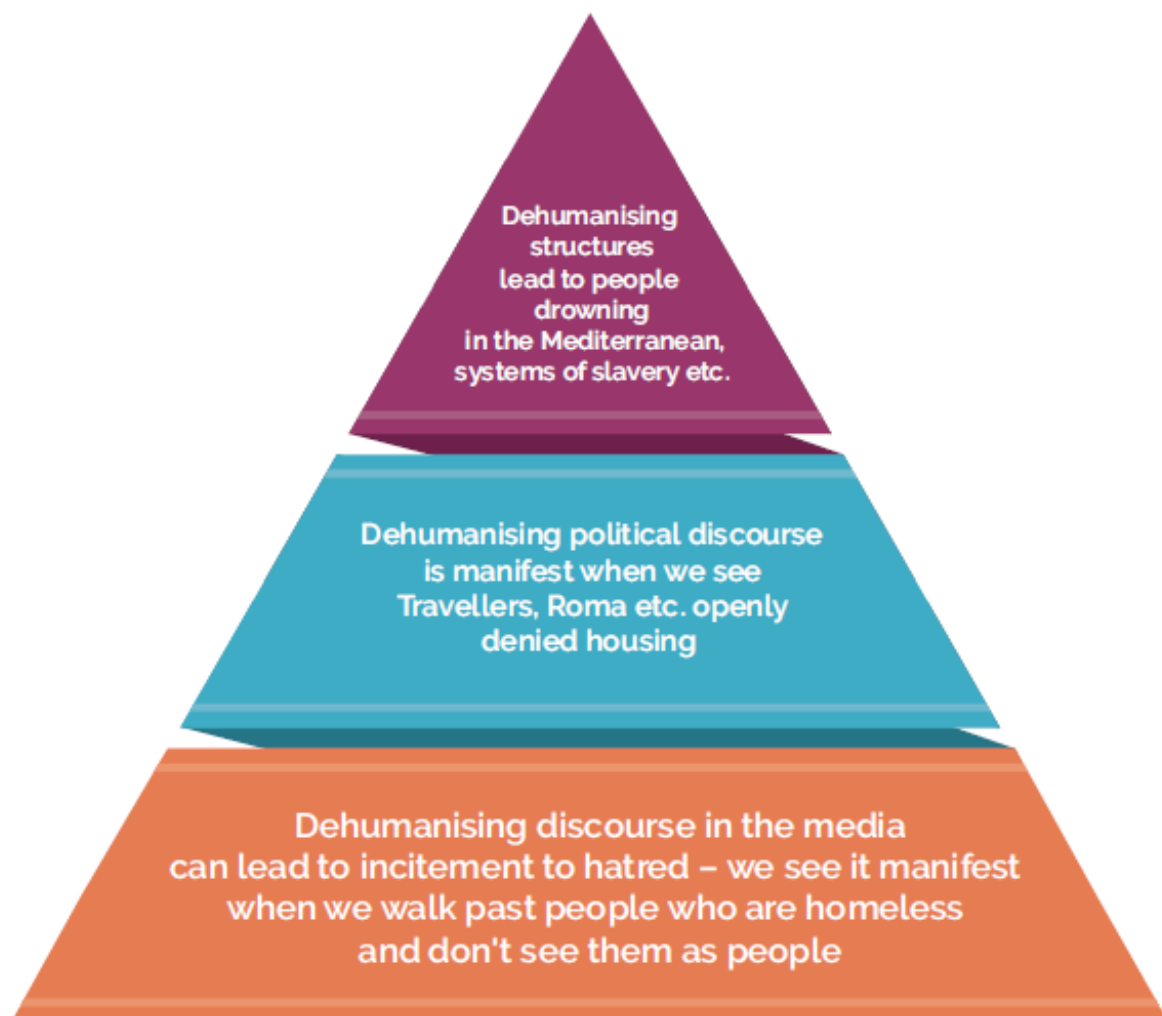 Dehumanising
structures
lead to people
drowning
in the Mediterranean,
systems of slavery etc.
Dehumanising political discourse
is manifest when we see
Travellers, Roma etc. openly
denied housing
Dehumanising discourse in the media
can lead to incitement to hatred – we see it manifest
when we walk past people who are homeless
and don't see them as people